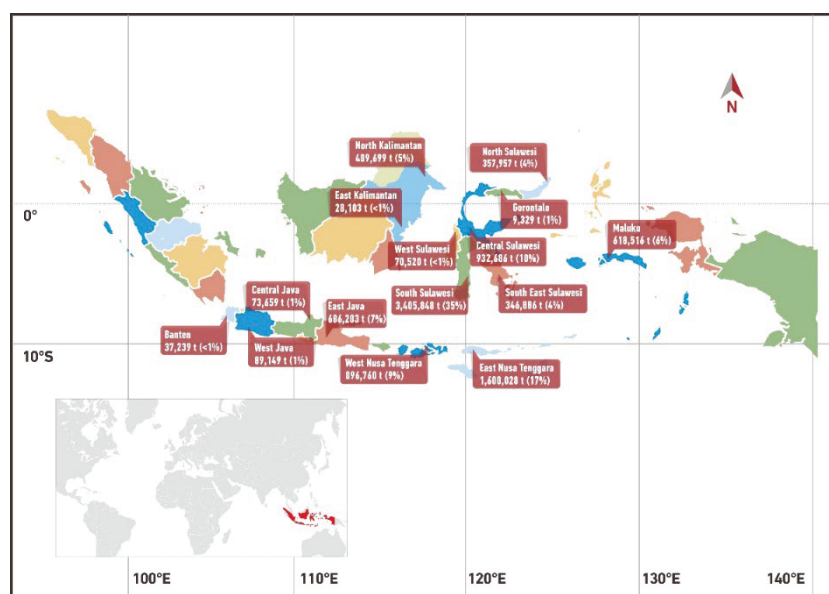 N
North Kalimantan
489,699 t (5%)
North Sulawesi
357,957 t (4%)
East Kalimantan
28,103 t (<1%)
0°
Gorontalo
9,329 t (1%)
Maluku
618,516 t (6%)
West Sulawesi
70,520 t (<1%)
Central Sulawesi
932,686 t (10%)
Central Java
73,659 t (1%)
East Java
686,203 t (7%)
South Sulawesi
3,405,848 t (35%)
South East Sulawesi
346,886 t (4%)
Banten
37,239 t (<1%)
West Java
89,149 t (1%)
10°S
West Nusa Tenggara
896,760 t (9%)
East Nusa Tenggara
1,600,028 t (17%)
100°E
110°E
120°E
130°E
140°E